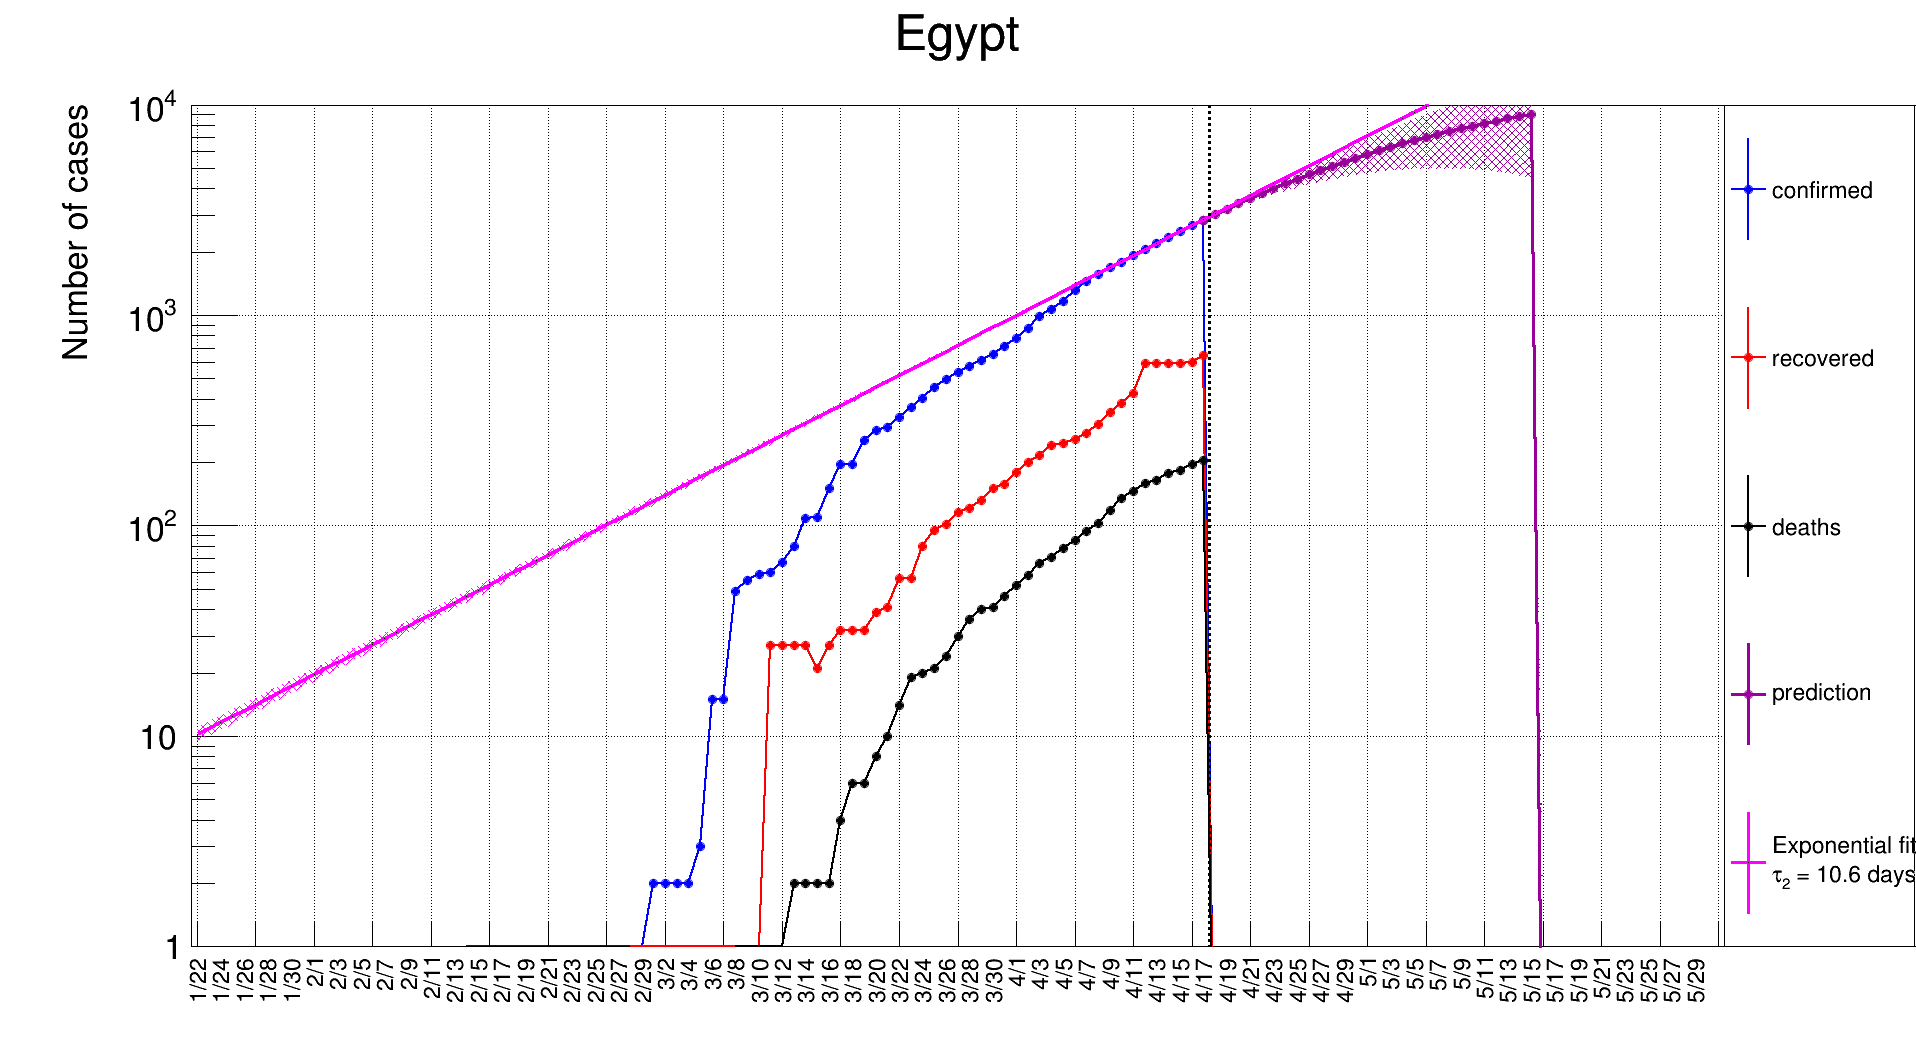 Egypt
Number of cases
10⁴
10³
10²
10
1
1/22 1/24 1/26 1/28 1/30 2/1 2/3 2/5 2/7 2/9 2/11 2/13 2/15 2/17 2/19 2/21 2/23 2/25 2/27 2/29 3/2 3/4 3/6 3/8 3/10 3/12 3/14 3/16 3/18 3/20 3/22 3/24 3/26 3/28 3/30 4/1 4/3 4/5 4/7 4/9 4/11 4/13 4/15 4/17 4/19 4/21 4/23 4/25 4/27 4/29 5/1 5/3 5/5 5/7 5/9 5/11 5/13 5/15 5/17 5/19 5/21 5/23 5/25 5/27 5/29
confirmed
recovered
deaths
prediction
Exponential fit
τ₂ = 10.6 days